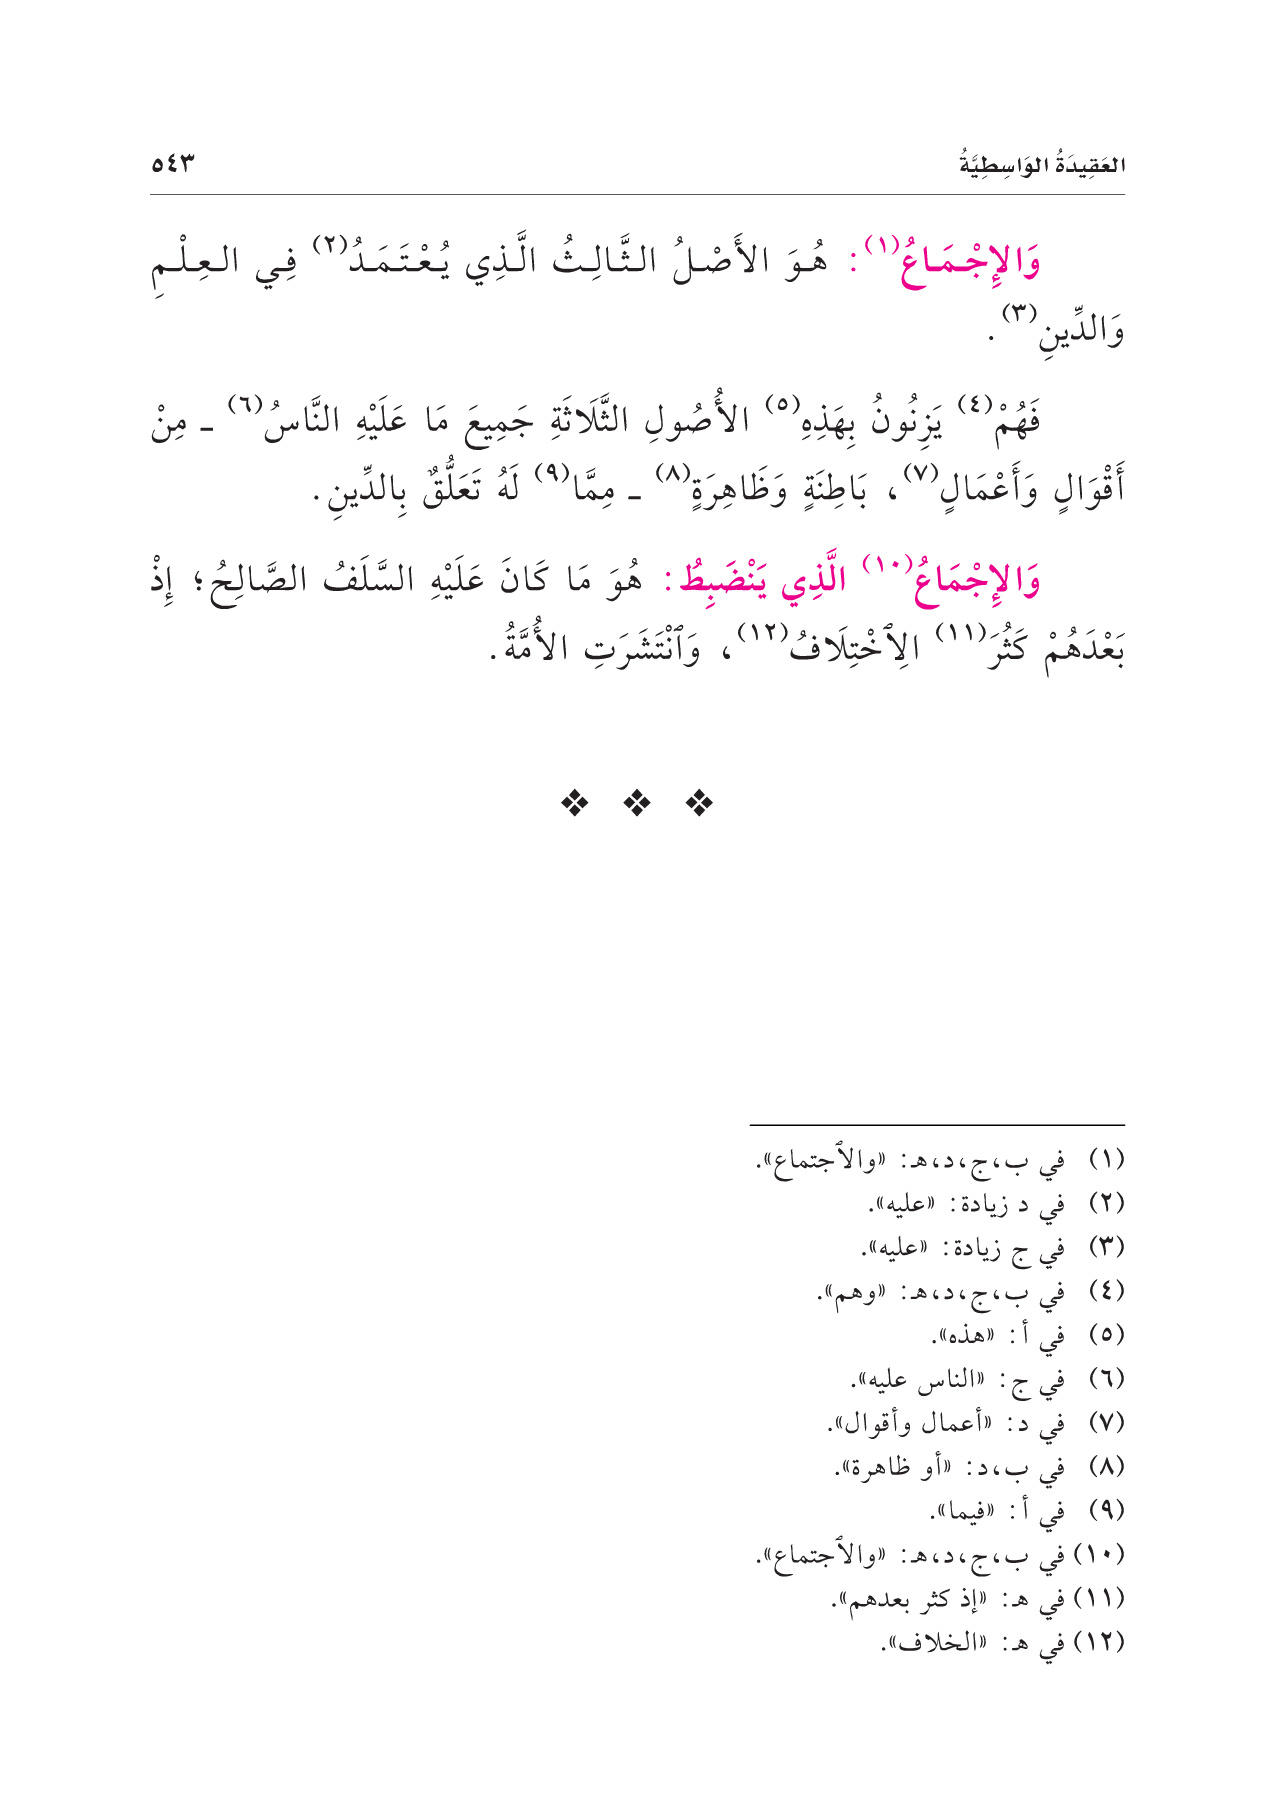 العَقِيدَةُ الوَاسِطِيَّةُ ٥٤٣
وَالإِجْمَاعُ(١): هُوَ الأَصْلُ الثَّالِثُ الَّذِي يُعْتَمَدُ(٢) فِي العِلْمِ
وَالدِّينِ(٣).
فَهُمْ(٤) يَزِنُونُ بِهَذِهِ(٥) الأُصُولِ الثَّلَاثَةِ جَمِيعَ مَا عَلَيْهِ النَّاسُ(٦) ـ مِنْ
أَقْوَالٍ وَأَعْمَالٍ(٧)، بَاطِنَةٍ وَظَاهِرَةٍ(٨) ـ مِمَّا(٩) لَهُ تَعَلُّقٌ بِالدِّينِ.
وَالإِجْمَاعُ(١٠) الَّذِي يَنْضَبِطُ: هُوَ مَا كَانَ عَلَيْهِ السَّلَفُ الصَّالِحُ؛ إِذْ
بَعْدَهُمْ كَثُرَ(١١) الِٱخْتِلَافُ(١٢)، وَٱنْتَشَرَتِ الأُمَّةُ.
(١) في ب،ج،د،هـ: «والٱجتماع».
(٢) في د زيادة: «عليه».
(٣) في ج زيادة: «عليه».
(٤) في ب،ج،د،هـ: «وهم».
(٥) في أ: «هذه».
(٦) في ج: «الناس عليه».
(٧) في د: «أعمال وأقوال».
(٨) في ب،د: «أو ظاهرة».
(٩) في أ: «فيما».
(١٠) في ب،ج،د،هـ: «والٱجتماع».
(١١) في هـ: «إذ كثر بعدهم».
(١٢) في هـ: «الخلاف».